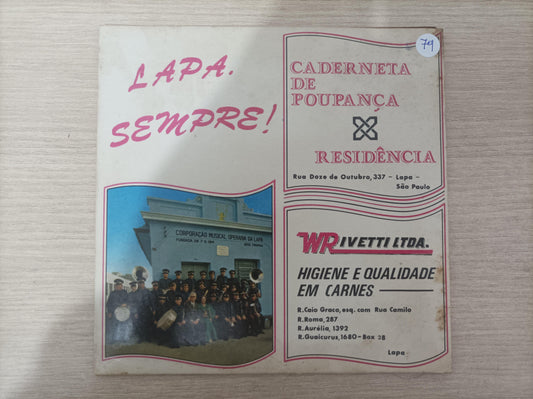 79
LAPA.
SEMPRE!
CADERNETA
DE
POUPANÇA
RESIDÊNCIA
Rua Doze de Outubro, 337 - Lapa -
São Paulo
CORPORAÇÃO MUSICAL OPERARIA DA LAPA
WRIVETTI LTDA.
HIGIENE E QUALIDADE
EM CARNES
R. Caio Graco, esq. com Rua Camilo
R. Roma, 287
R. Aurélia, 1392
R. Guaicurus, 1680 - Box 28
Lapa